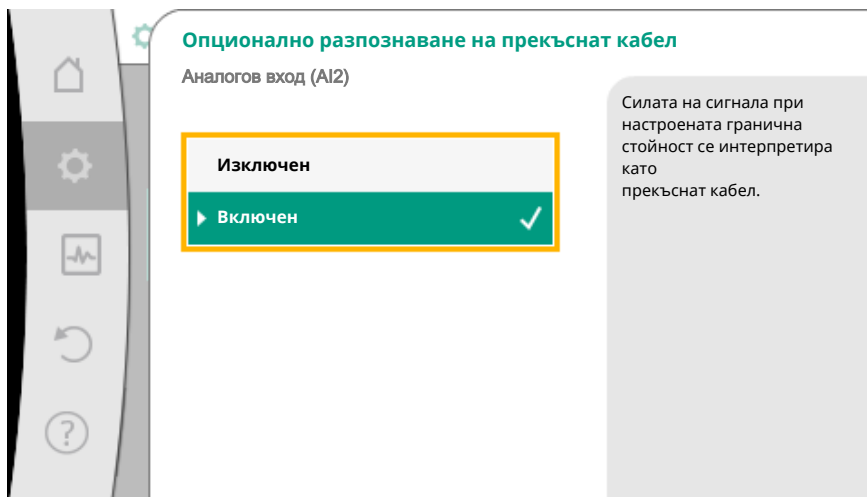 Опционално разпознаване на прекъснат кабел
Аналогов вход (AI2)
Изключен
Включен
Силата на сигнала при
настроената гранична
стойност се интерпретира
като
прекъснат кабел.